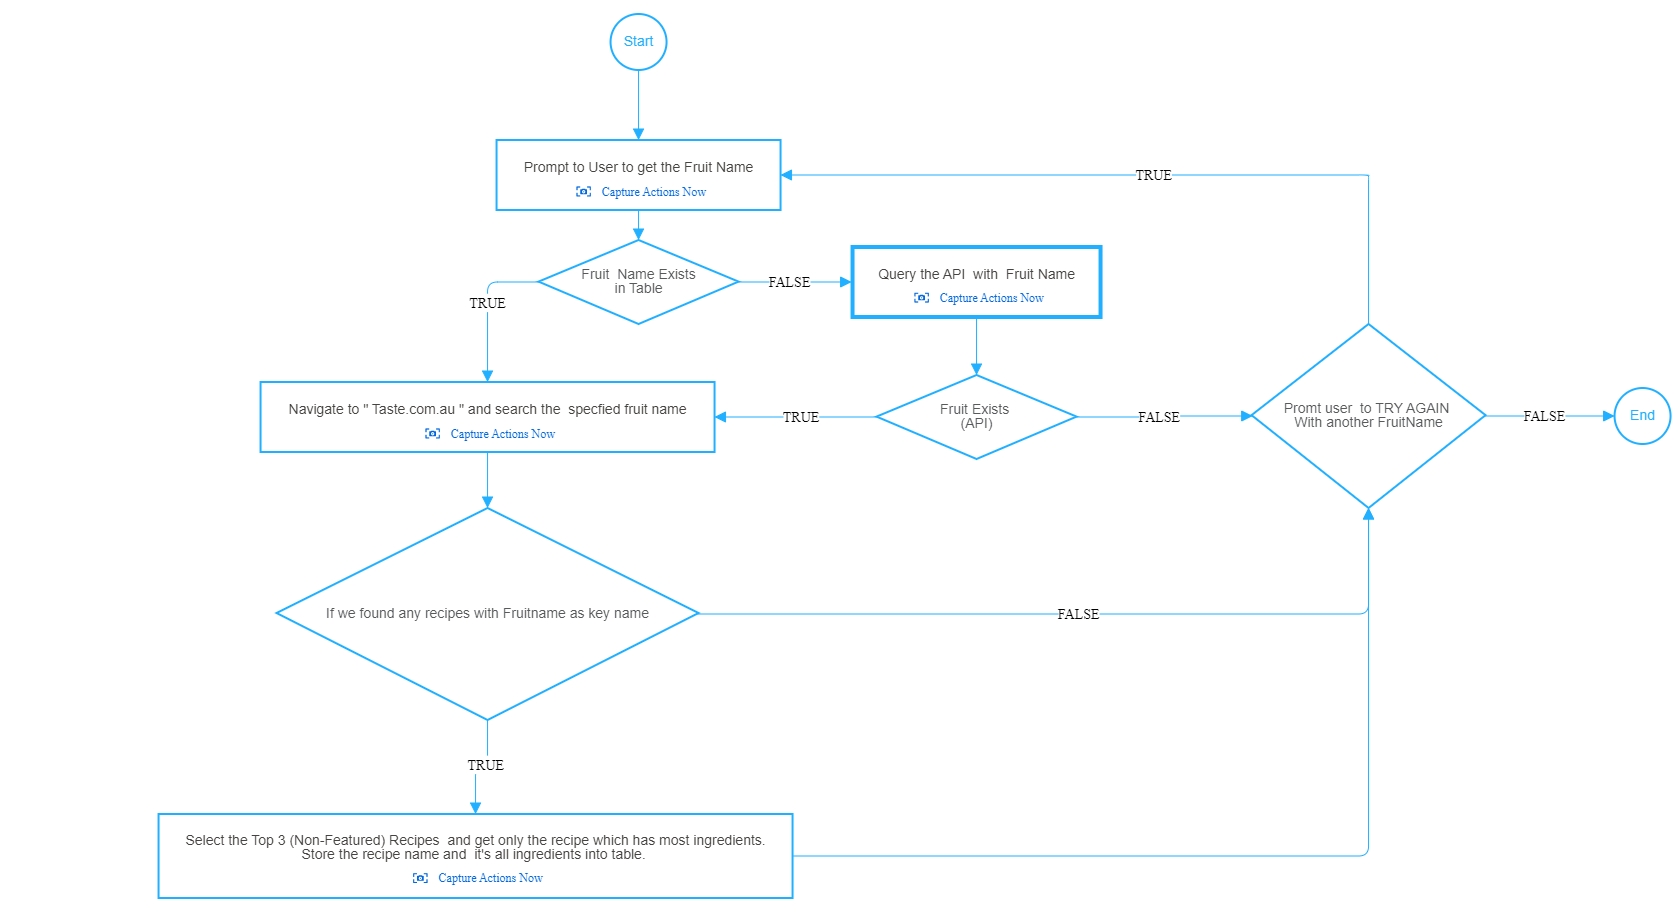 Start
Prompt to User to get the Fruit Name
Capture Actions Now
TRUE
Fruit  Name Exists
in Table
FALSE
Query the API  with  Fruit Name
Capture Actions Now
TRUE
Navigate to " Taste.com.au " and search the  specfied fruit name
Capture Actions Now
TRUE
Fruit Exists
(API)
FALSE
Promt user  to TRY AGAIN
With another FruitName
FALSE
End
If we found any recipes with Fruitname as key name
FALSE
TRUE
Select the Top 3 (Non-Featured) Recipes  and get only the recipe which has most ingredients.
Store the recipe name and  it's all ingredients into table.
Capture Actions Now